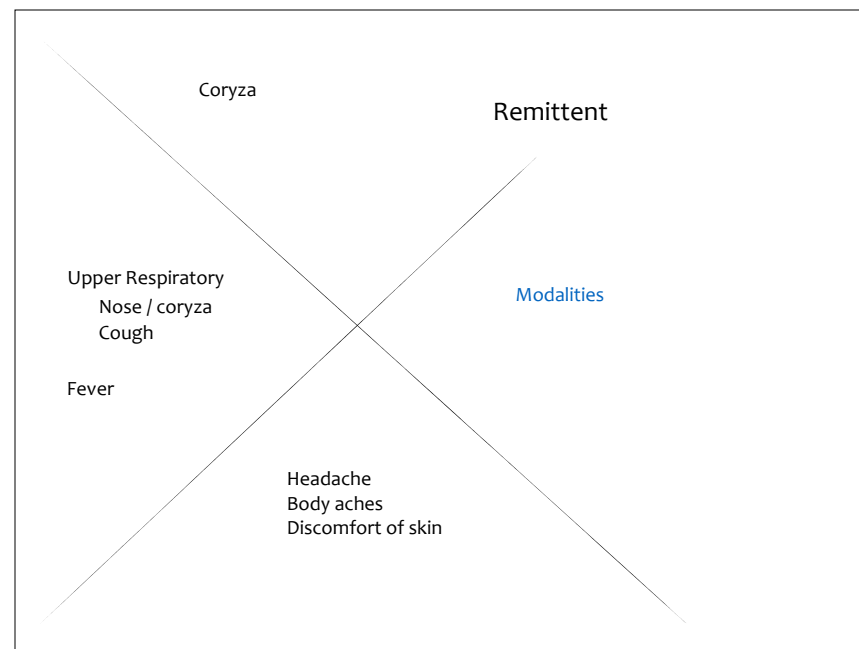 Coryza
Remittent
Upper Respiratory
Nose / coryza
Cough
Fever
Modalities
Headache
Body aches
Discomfort of skin